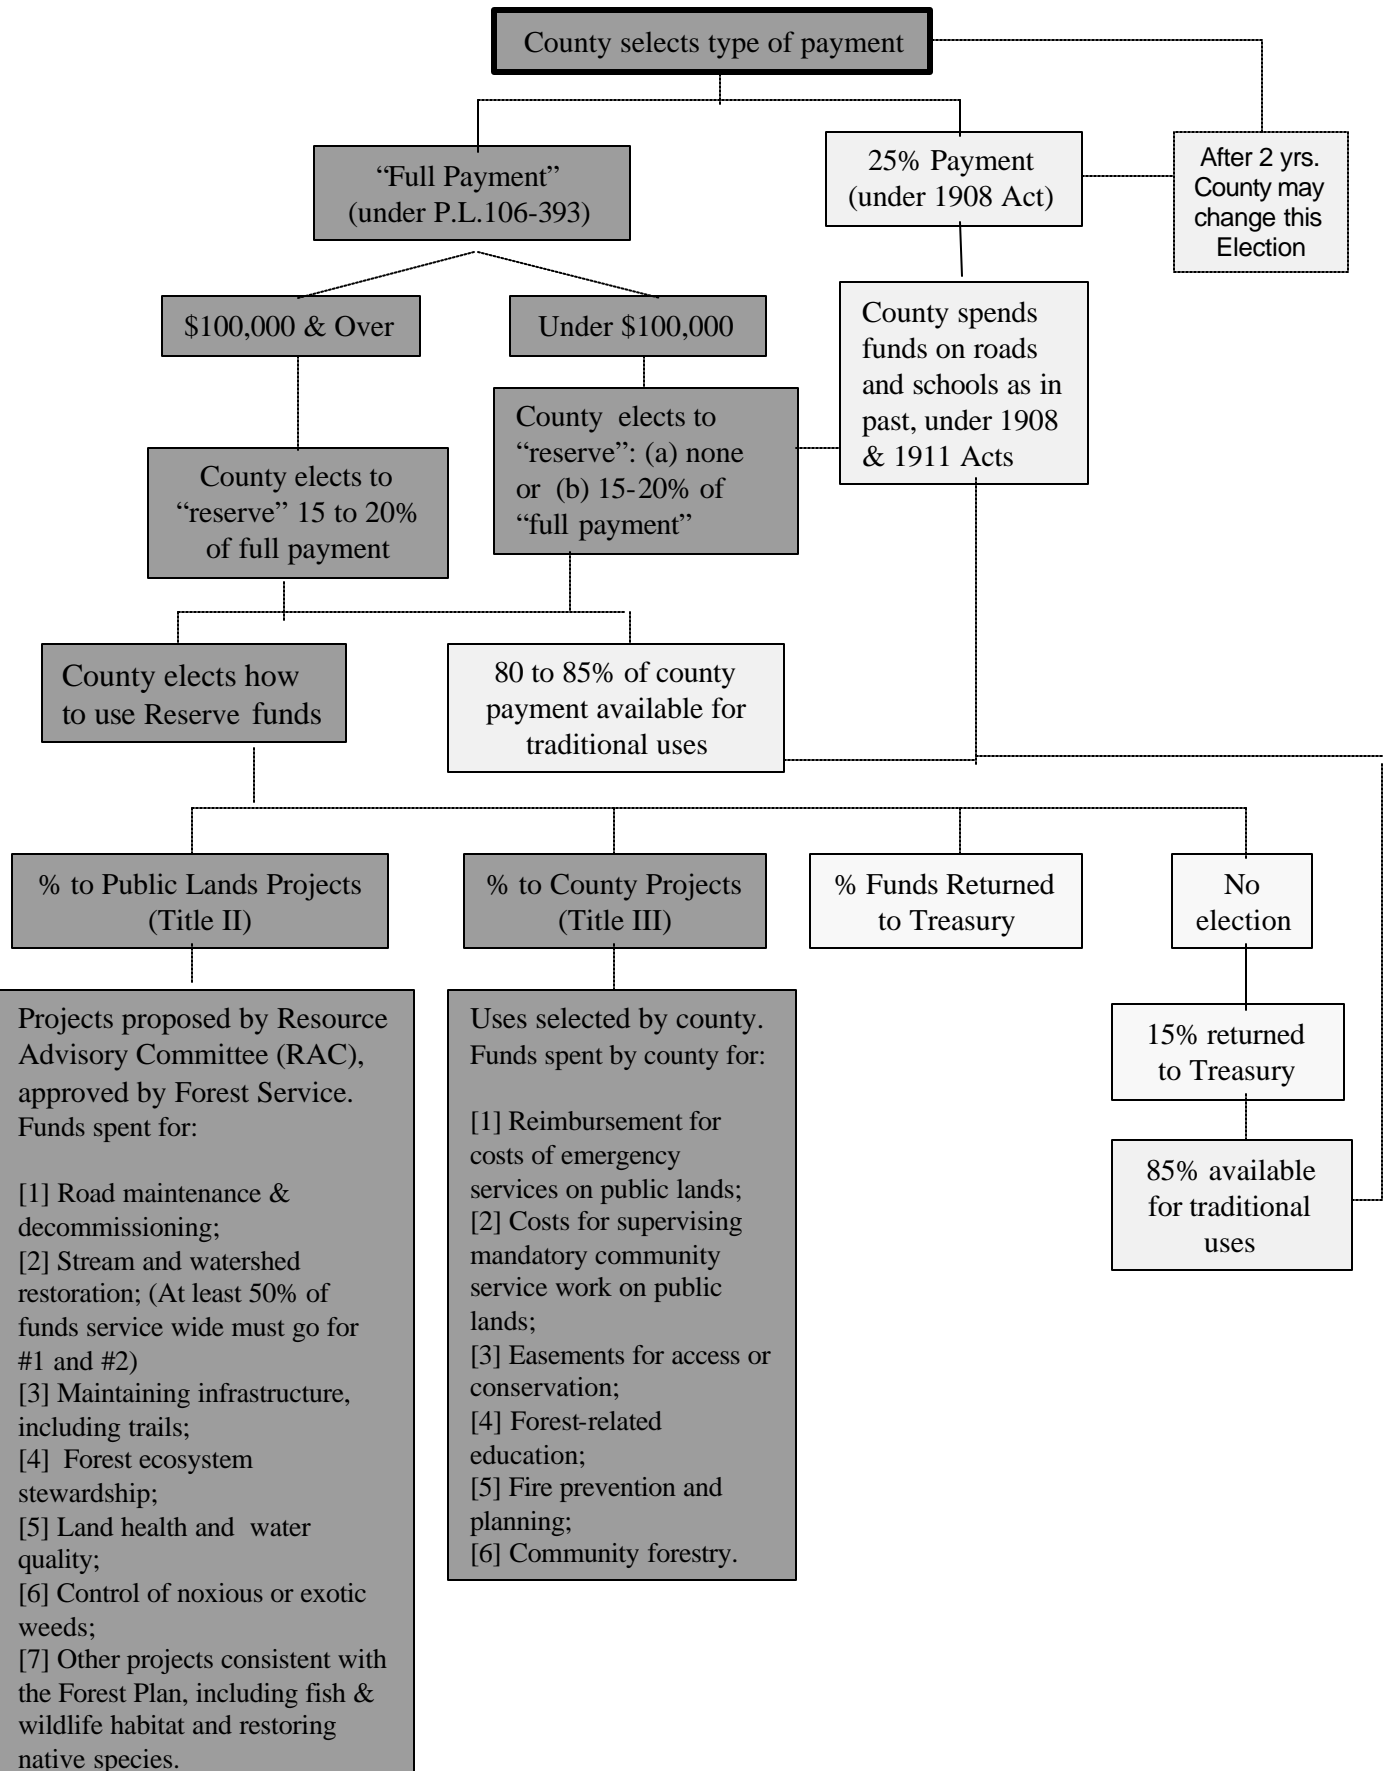 County selects type of payment
“Full Payment”
(under P.L.106-393)
25% Payment
(under 1908 Act)
After 2 yrs.
County may
change this
Election
$100,000 & Over
Under $100,000
County spends
funds on roads
and schools as in
past, under 1908
& 1911 Acts
County elects to
“reserve” 15 to 20%
of full payment
County elects to
“reserve”: (a) none
or (b) 15-20% of
“full payment”
County elects how
to use Reserve funds
80 to 85% of county
payment available for
traditional uses
% to Public Lands Projects
(Title II)
% to County Projects
(Title III)
% Funds Returned
to Treasury
No
election
Projects proposed by Resource
Advisory Committee (RAC),
approved by Forest Service.
Funds spent for:
[1] Road maintenance &
decommissioning;
[2] Stream and watershed
restoration; (At least 50% of
funds service wide must go for
#1 and #2)
[3] Maintaining infrastructure,
including trails;
[4] Forest ecosystem
stewardship;
[5] Land health and water
quality;
[6] Control of noxious or exotic
weeds;
[7] Other projects consistent with
the Forest Plan, including fish &
wildlife habitat and restoring
native species.
Uses selected by county.
Funds spent by county for:
[1] Reimbursement for
costs of emergency
services on public lands;
[2] Costs for supervising
mandatory community
service work on public
lands;
[3] Easements for access or
conservation;
[4] Forest-related
education;
[5] Fire prevention and
planning;
[6] Community forestry.
15% returned
to Treasury
85% available
for traditional
uses